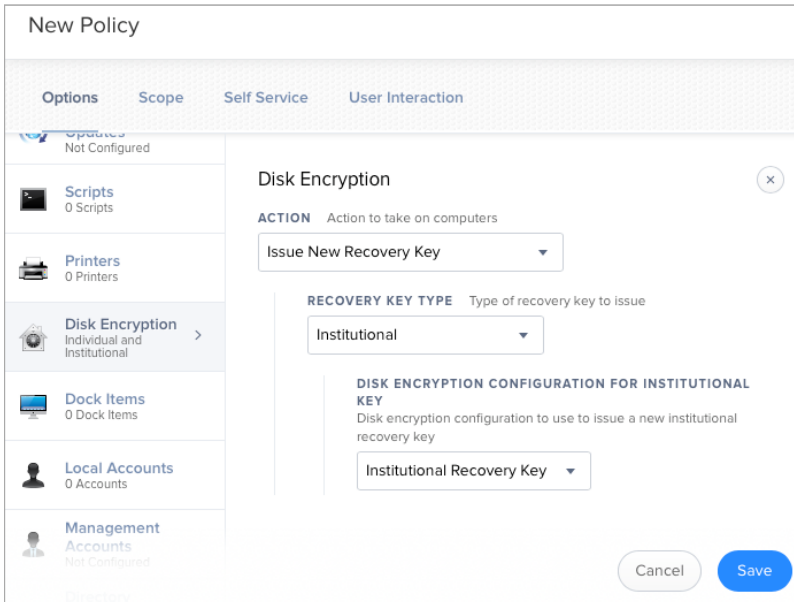 New Policy
Options Scope Self Service User Interaction
Updates
Not Configured
Scripts
0 Scripts
Printers
0 Printers
Disk Encryption
Individual and
Institutional
Dock Items
0 Dock Items
Local Accounts
0 Accounts
Management
Accounts
Not Configured
Directory
Disk Encryption
ACTION Action to take on computers
Issue New Recovery Key
RECOVERY KEY TYPE Type of recovery key to issue
Institutional
DISK ENCRYPTION CONFIGURATION FOR INSTITUTIONAL
KEY
Disk encryption configuration to use to issue a new institutional
recovery key
Institutional Recovery Key
Cancel Save